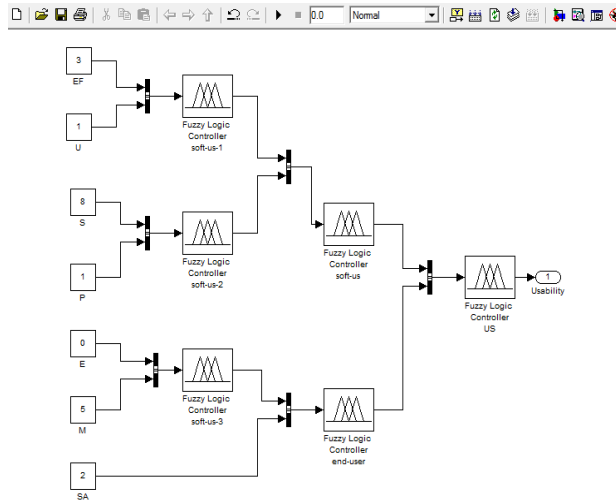 0.0 Normal
3
EF
1
U
Fuzzy Logic
Controller
soft-us-1
8
S
1
P
Fuzzy Logic
Controller
soft-us-2
Fuzzy Logic
Controller
soft-us
Fuzzy Logic
Controller
US
1
Usability
0
E
5
M
Fuzzy Logic
Controller
soft-us-3
2
SA
Fuzzy Logic
Controller
end-user